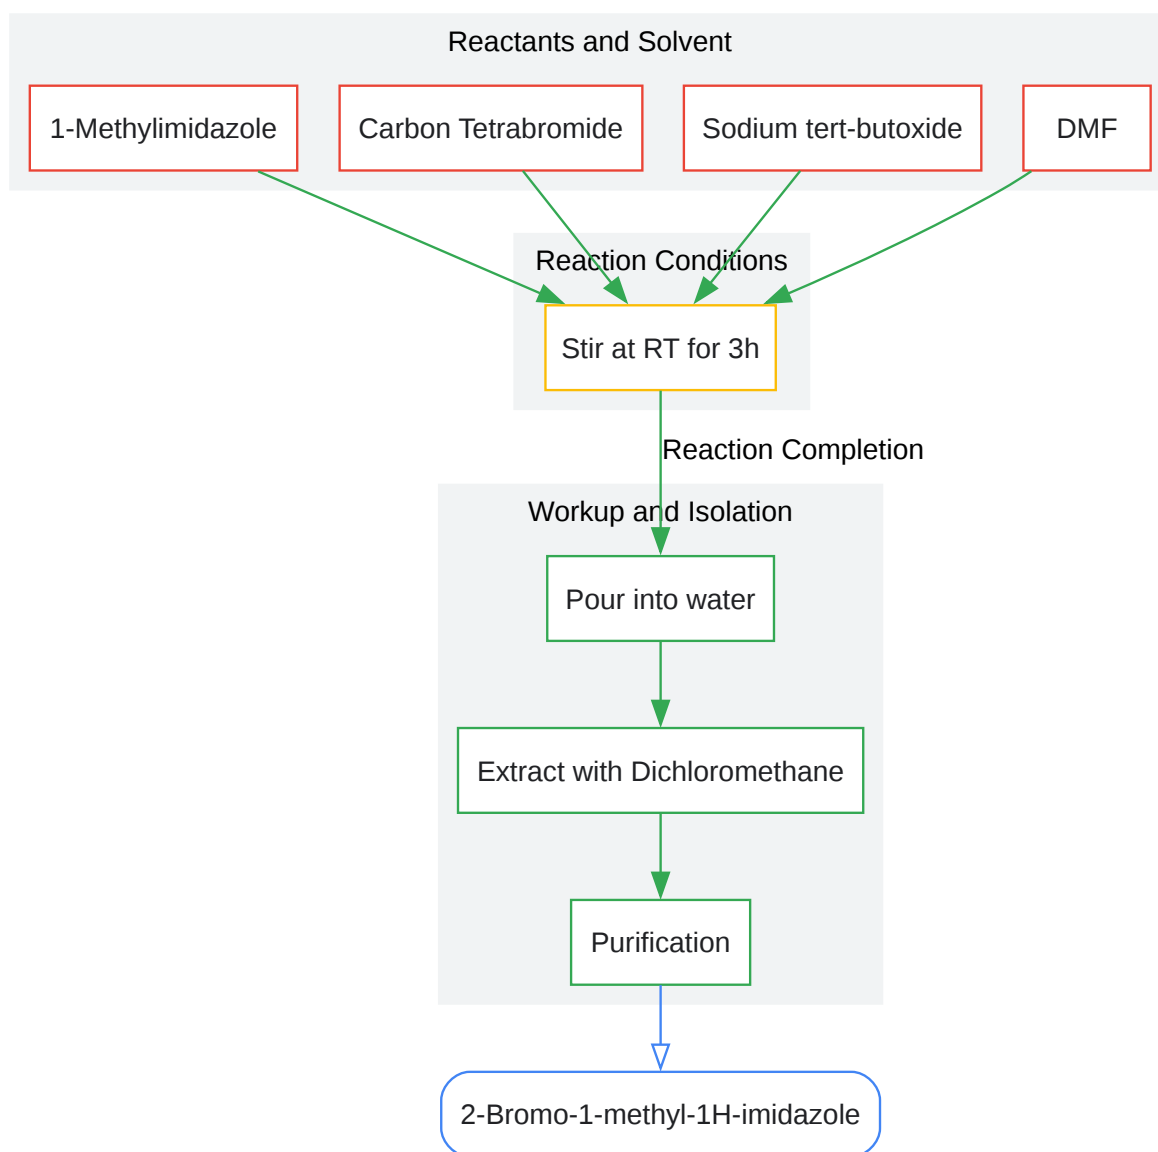 Reactants and Solvent
1-Methylimidazole
Carbon Tetrabromide
Sodium tert-butoxide
DMF
Reaction Conditions
Stir at RT for 3h
Reaction Completion
Workup and Isolation
Pour into water
Extract with Dichloromethane
Purification
2-Bromo-1-methyl-1H-imidazole